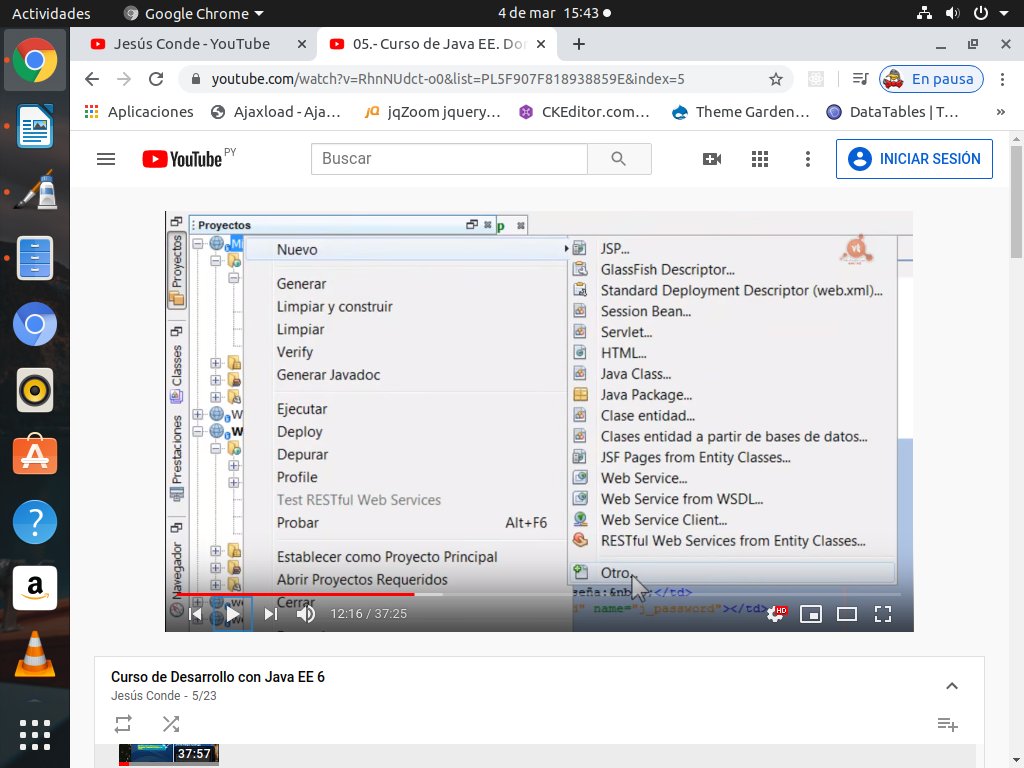 Actividades
Google Chrome
4 de mar 15:43
Jesús Conde - YouTube
05.- Curso de Java EE. Dor
youtube.com/watch?v=RhnNUdct-o0&list=PL5F907F818938859E&index=5
En pausa
Aplicaciones
Ajaxload - Aja...
jqZoom jquery...
CKEditor.com...
Theme Garden...
DataTables | T...
»
YouTube PY
Buscar
INICIAR SESIÓN
Proyectos
p
Proyectos
Clases
Prestaciones
Navegador
Mi
W
W
Nuevo
Generar
Limpiar y construir
Limpiar
Verify
Generar Javadoc
Ejecutar
Deploy
Depurar
Profile
Test RESTful Web Services
Probar Alt+F6
Establecer como Proyecto Principal
Abrir Proyectos Requeridos
Cerrar
JSP...
GlassFish Descriptor...
Standard Deployment Descriptor (web.xml)...
Session Bean...
Servlet...
HTML...
Java Class...
Java Package...
Clase entidad...
Clases entidad a partir de bases de datos...
JSF Pages from Entity Classes...
Web Service...
Web Service from WSDL...
Web Service Client...
RESTful Web Services from Entity Classes...
Otro...
seña:&nb </td>
d" name="j_password"></td>
12:16 / 37:25
HD
Curso de Desarrollo con Java EE 6
Jesús Conde - 5/23
37:57